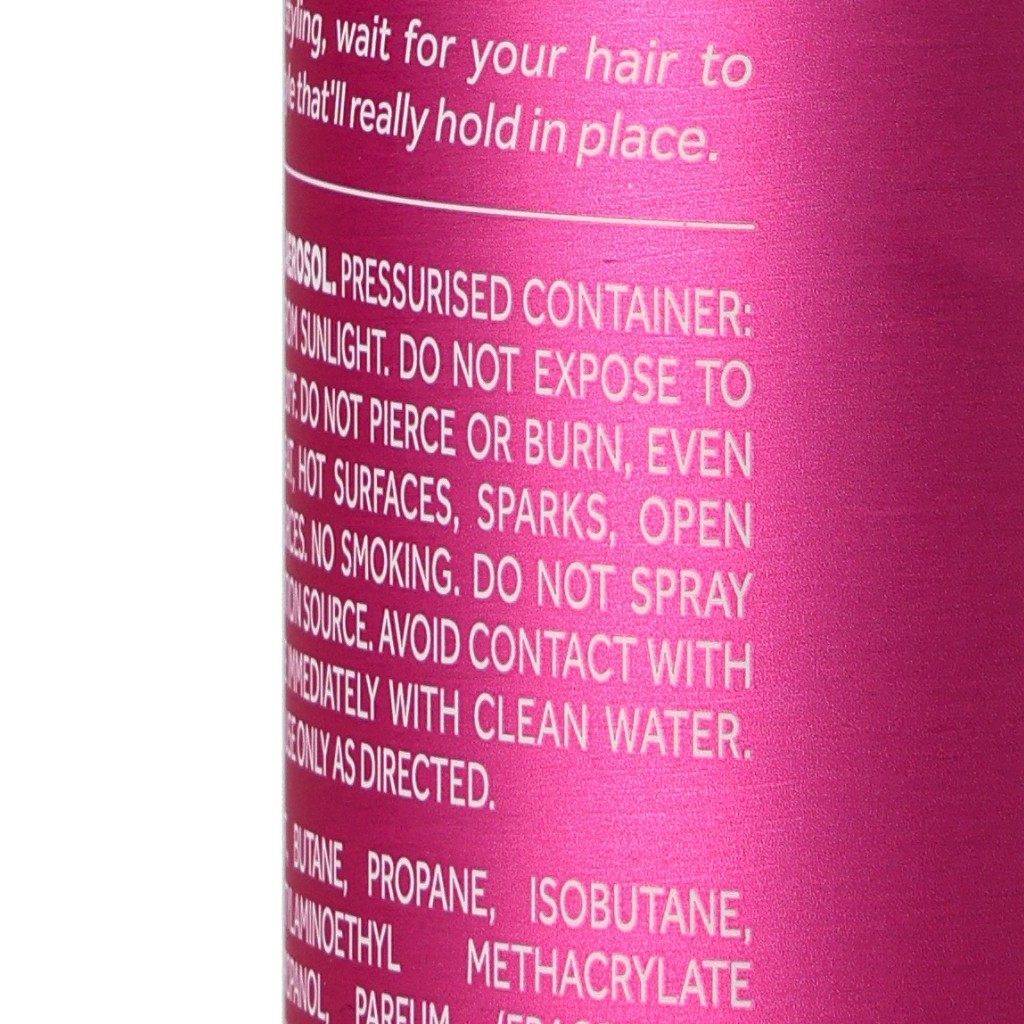 wait for your hair to
that'll really hold in place.
PRESSURISED CONTAINER:
SUNLIGHT. DO NOT EXPOSE TO
DO NOT PIERCE OR BURN, EVEN
HOT SURFACES, SPARKS, OPEN
NO SMOKING. DO NOT SPRAY
SOURCE. AVOID CONTACT WITH
IMMEDIATELY WITH CLEAN WATER.
ONLY AS DIRECTED.
BUTANE, PROPANE, ISOBUTANE,
METHACRYLATE
PARFUM